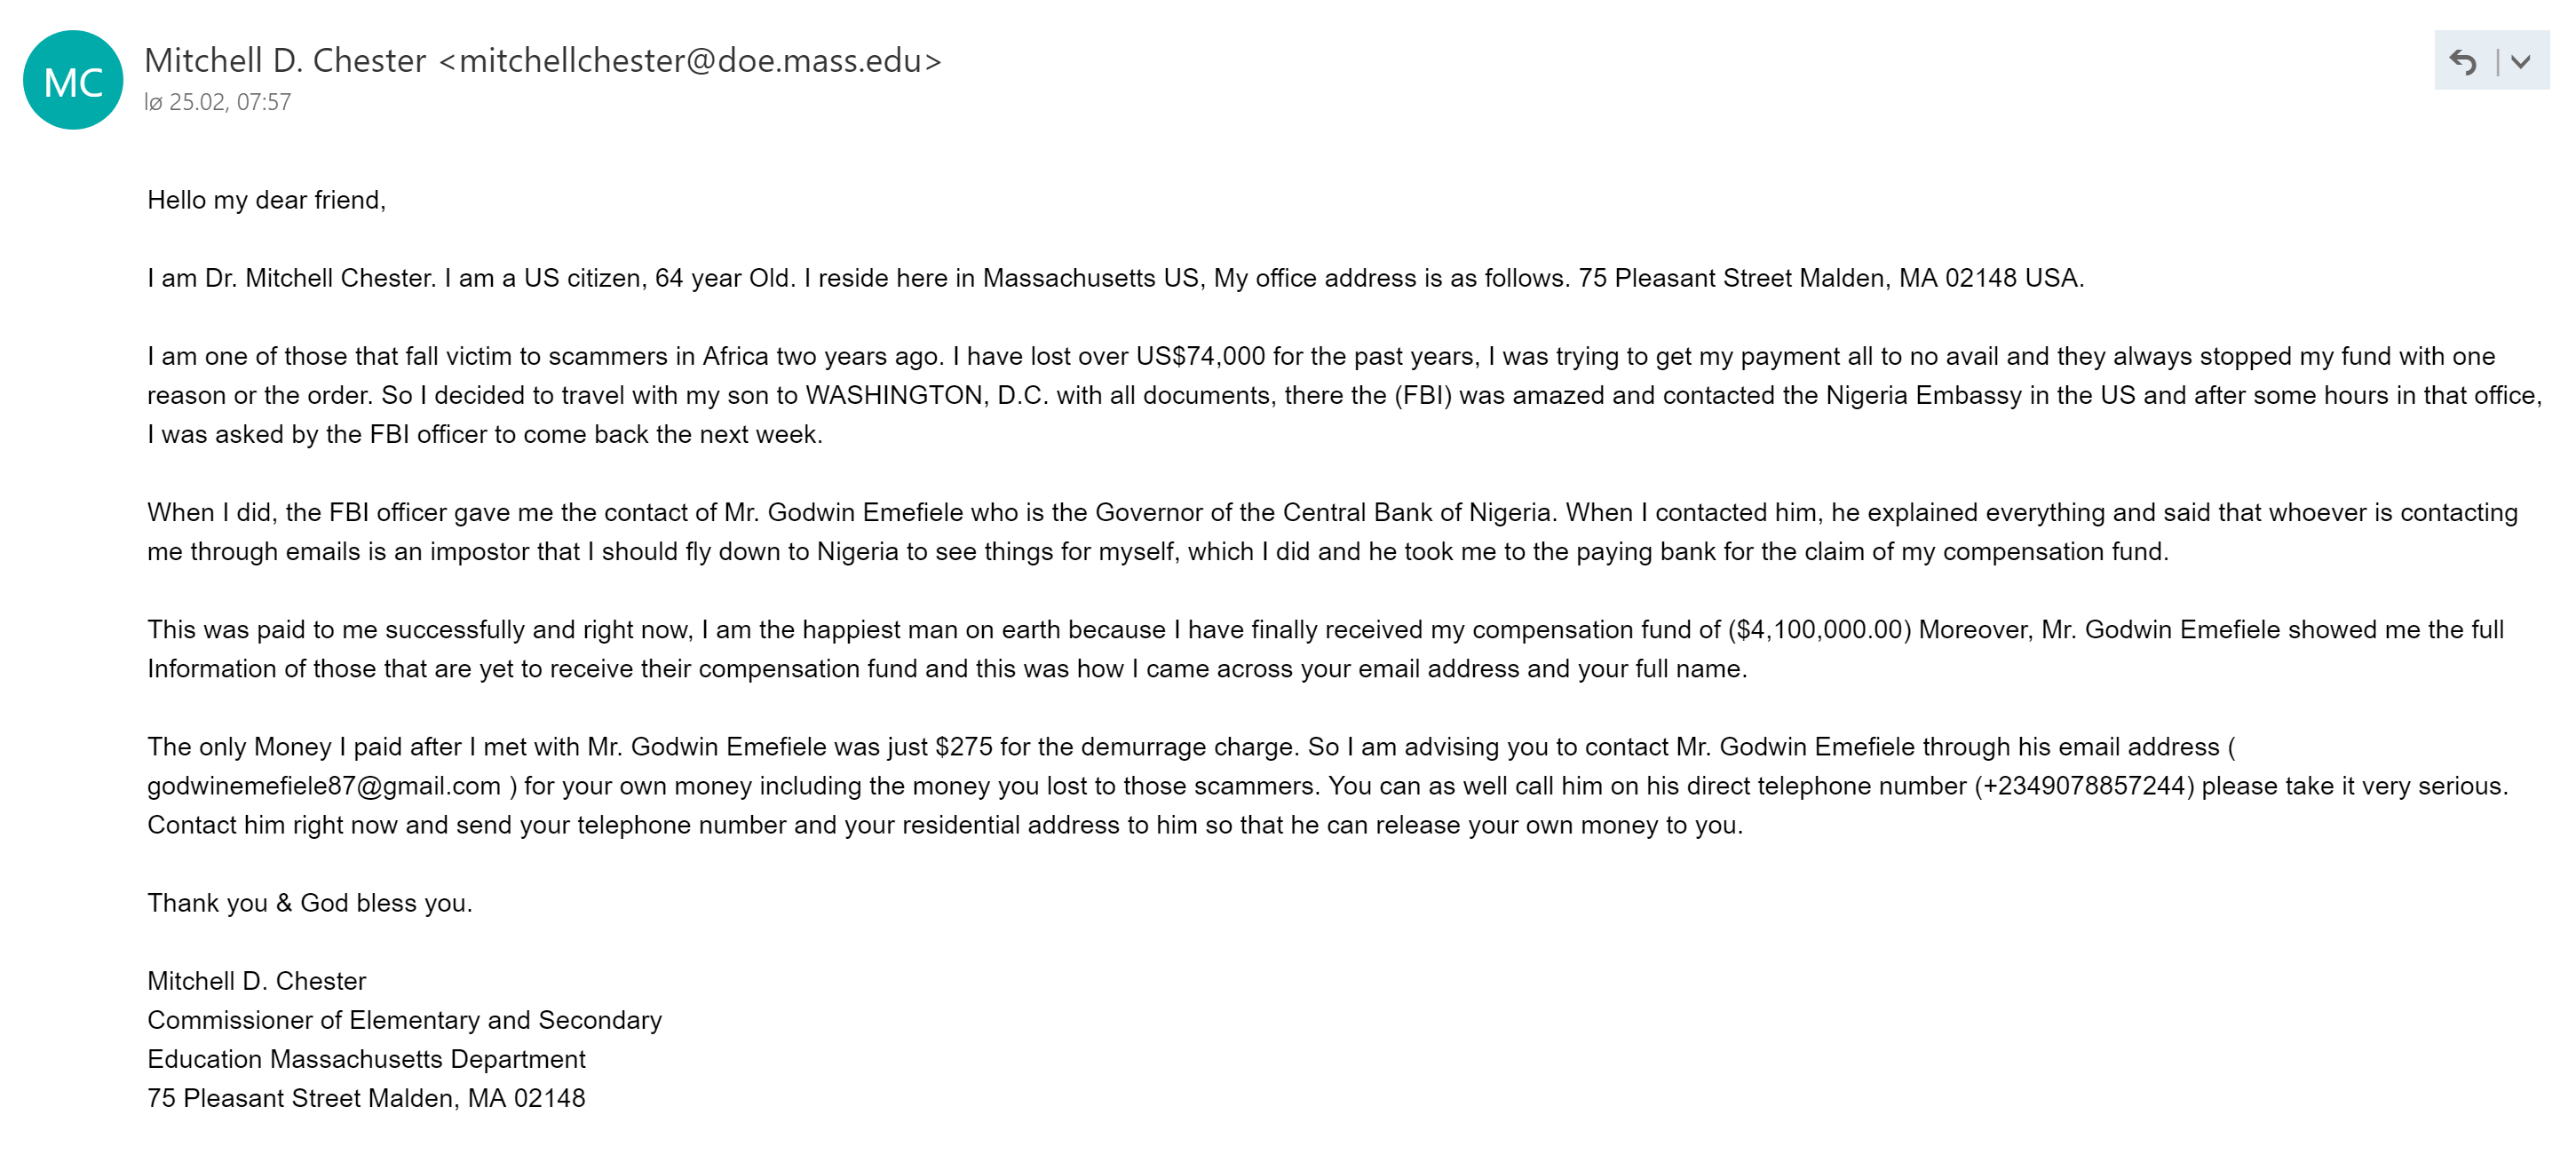 MC
Mitchell D. Chester <mitchellchester@doe.mass.edu>
lø 25.02, 07:57
Hello my dear friend,
I am Dr. Mitchell Chester. I am a US citizen, 64 year Old. I reside here in Massachusetts US, My office address is as follows. 75 Pleasant Street Malden, MA 02148 USA.
I am one of those that fall victim to scammers in Africa two years ago. I have lost over US$74,000 for the past years, I was trying to get my payment all to no avail and they always stopped my fund with one
reason or the order. So I decided to travel with my son to WASHINGTON, D.C. with all documents, there the (FBI) was amazed and contacted the Nigeria Embassy in the US and after some hours in that office,
I was asked by the FBI officer to come back the next week.
When I did, the FBI officer gave me the contact of Mr. Godwin Emefiele who is the Governor of the Central Bank of Nigeria. When I contacted him, he explained everything and said that whoever is contacting
me through emails is an impostor that I should fly down to Nigeria to see things for myself, which I did and he took me to the paying bank for the claim of my compensation fund.
This was paid to me successfully and right now, I am the happiest man on earth because I have finally received my compensation fund of ($4,100,000.00) Moreover, Mr. Godwin Emefiele showed me the full
Information of those that are yet to receive their compensation fund and this was how I came across your email address and your full name.
The only Money I paid after I met with Mr. Godwin Emefiele was just $275 for the demurrage charge. So I am advising you to contact Mr. Godwin Emefiele through his email address (
godwinemefiele87@gmail.com ) for your own money including the money you lost to those scammers. You can as well call him on his direct telephone number (+2349078857244) please take it very serious.
Contact him right now and send your telephone number and your residential address to him so that he can release your own money to you.
Thank you & God bless you.
Mitchell D. Chester
Commissioner of Elementary and Secondary
Education Massachusetts Department
75 Pleasant Street Malden, MA 02148